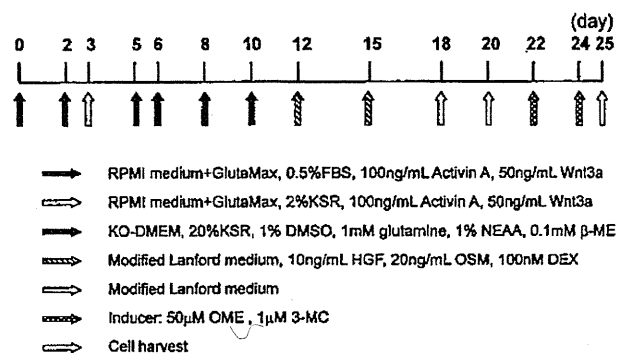 (day)
0 2 3 5 6 8 10 12 15 18 20 22 24 25
RPMI medium+GlutaMax, 0.5%FBS, 100ng/mL Activin A, 50ng/mL Wnt3a
RPMI medium+GlutaMax, 2%KSR, 100ng/mL Activin A, 50ng/mL Wnt3a
KO-DMEM, 20%KSR, 1% DMSO, 1mM glutamine, 1% NEAA, 0.1mM β-ME
Modified Lanford medium, 10ng/mL HGF, 20ng/mL OSM, 100nM DEX
Modified Lanford medium
Inducer: 50μM OME, 1μM 3-MC
Cell harvest